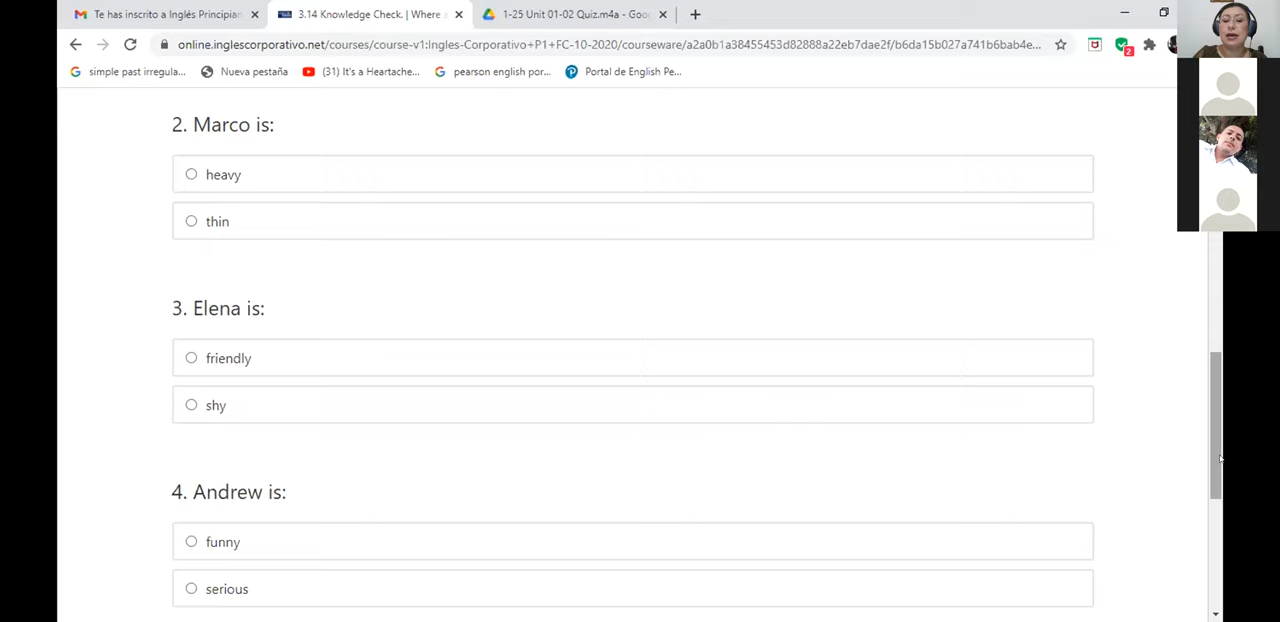 Te has inscrito a Inglés Principian
3.14 Knowledge Check. | Where
1-25 Unit 01-02 Quiz.m4a - Goo
online.inglescorporativo.net/courses/course-v1:Ingles-Corporativo+P1+FC-10-2020/courseware/
2
simple past irregula...
Nueva pestaña
(31) It's a Heartache...
pearson english por...
Portal de English Pe...
2. Marco is:
heavy
thin
3. Elena is:
friendly
shy
4. Andrew is:
funny
serious